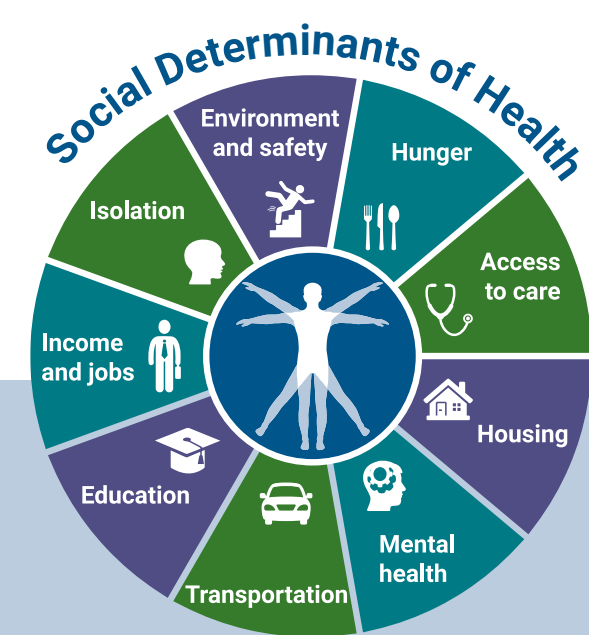 Social Determinants of Health
Environment
and safety
Hunger
Access
to care
Housing
Mental
health
Transportation
Education
Income
and jobs
Isolation